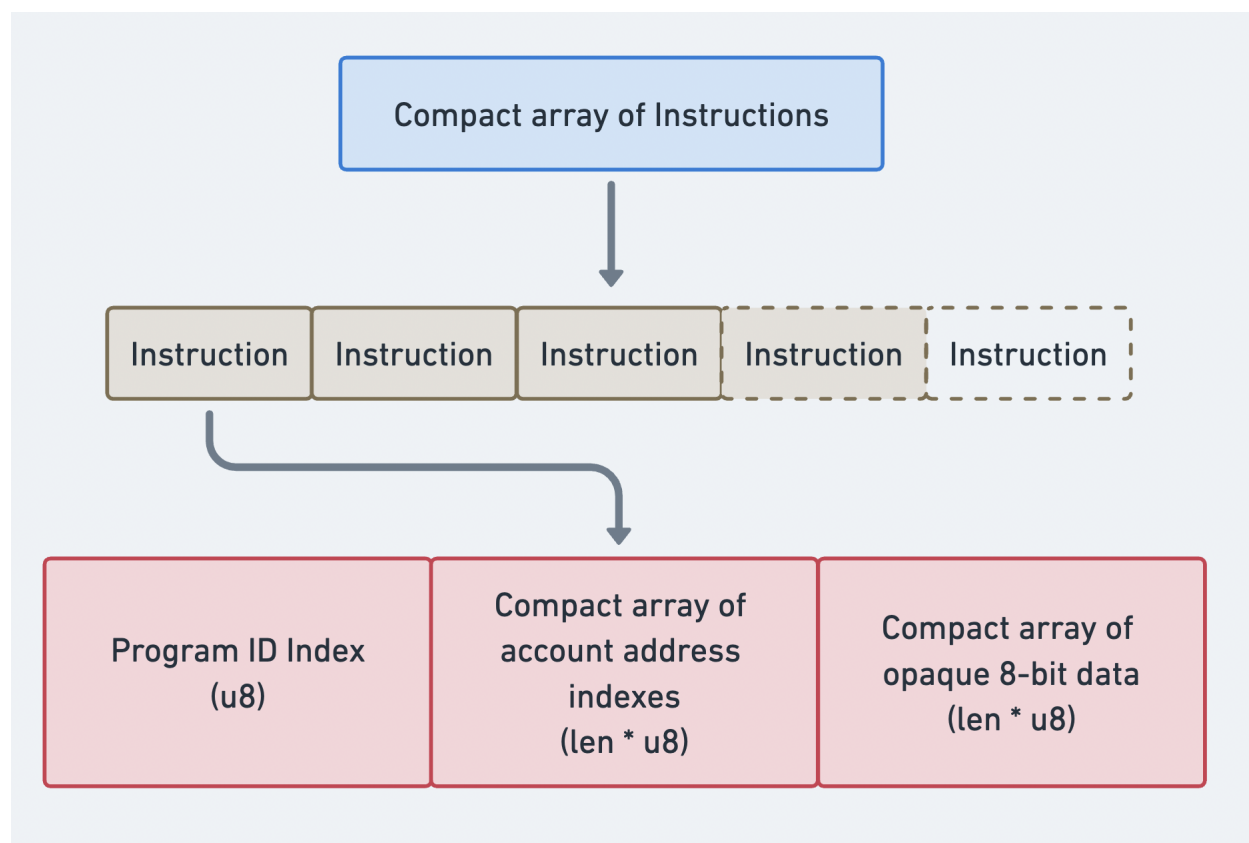 Compact array of Instructions
Instruction
Instruction
Instruction
Instruction
Instruction
Program ID Index
(u8)
Compact array of
account address
indexes
(len * u8)
Compact array of
opaque 8-bit data
(len * u8)